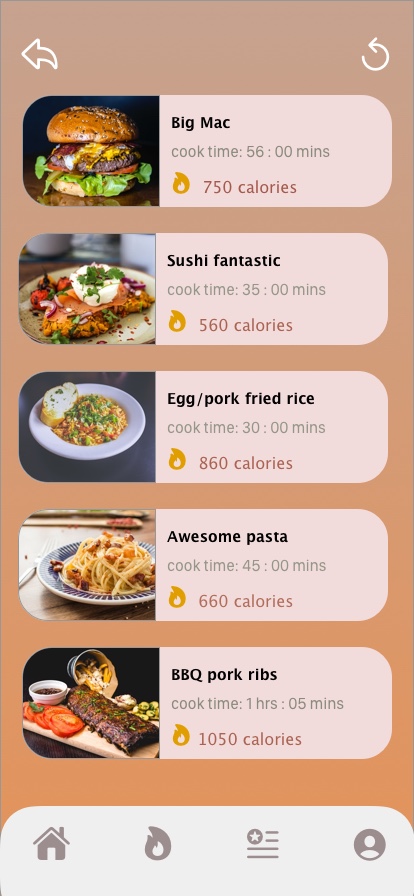 Big Mac
cook time: 56 : 00 mins
750 calories
Sushi fantastic
cook time: 35 : 00 mins
560 calories
Egg/pork fried rice
cook time: 30 : 00 mins
860 calories
Awesome pasta
cook time: 45 : 00 mins
660 calories
BBQ pork ribs
cook time: 1 hrs : 05 mins
1050 calories